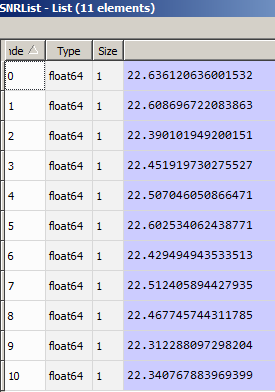 SNRList - List (11 elements)
nde Type Size
0 float64 1 22.636120636001532
1 float64 1 22.608696722083863
2 float64 1 22.390101949200151
3 float64 1 22.451919730275527
4 float64 1 22.507046050866471
5 float64 1 22.602534062438771
6 float64 1 22.429494943533513
7 float64 1 22.512405894427935
8 float64 1 22.467745744311785
9 float64 1 22.312288097298204
10 float64 1 22.340767883969399